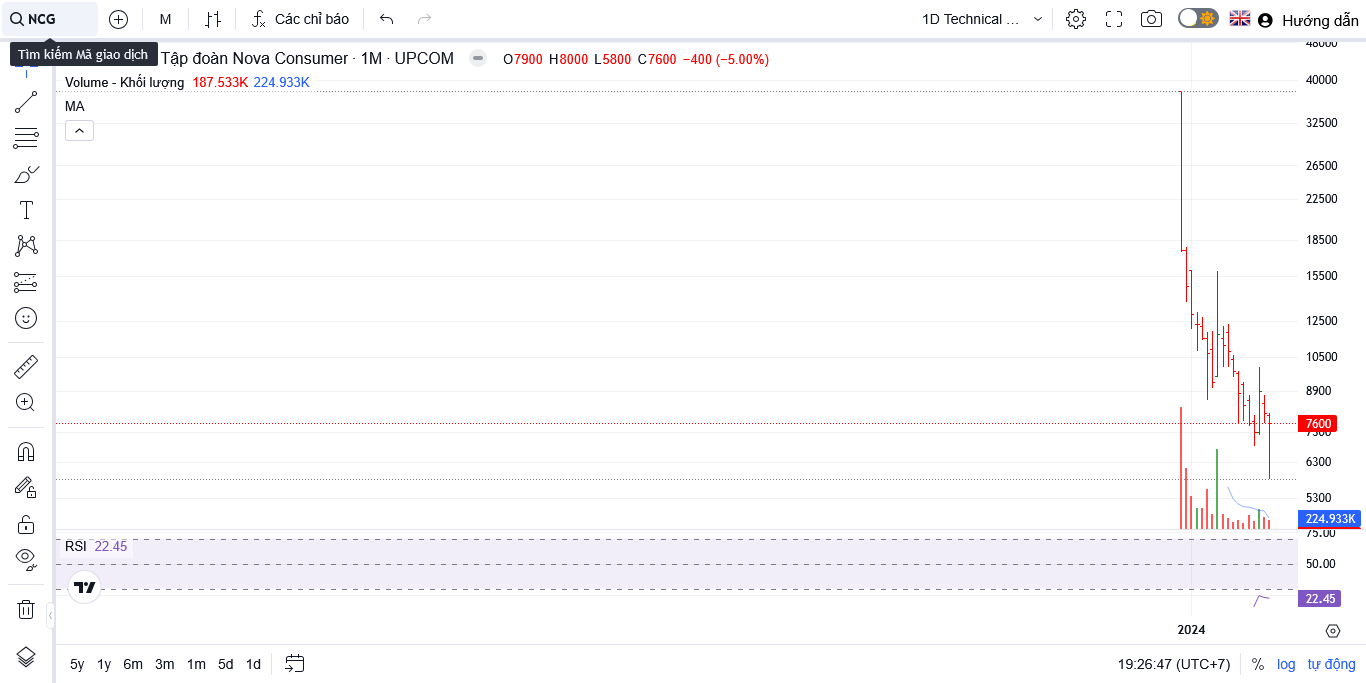 NCG
M
Các chỉ báo
1D Technical ...
Hướng dẫn
Tìm kiếm Mã giao dịch
Tập đoàn Nova Consumer · 1M · UPCOM
O7900 H8000 L5800 C7600 −400 (−5.00%)
Volume - Khối lượng 187.533K 224.933K
MA
48000
40000
32500
26500
22500
18500
15500
12500
10500
8900
7600
7500
6300
5300
224.933K
75.00
RSI 22.45
50.00
22.45
2024
5y 1y 6m 3m 1m 5d 1d
19:26:47 (UTC+7) % log tự động